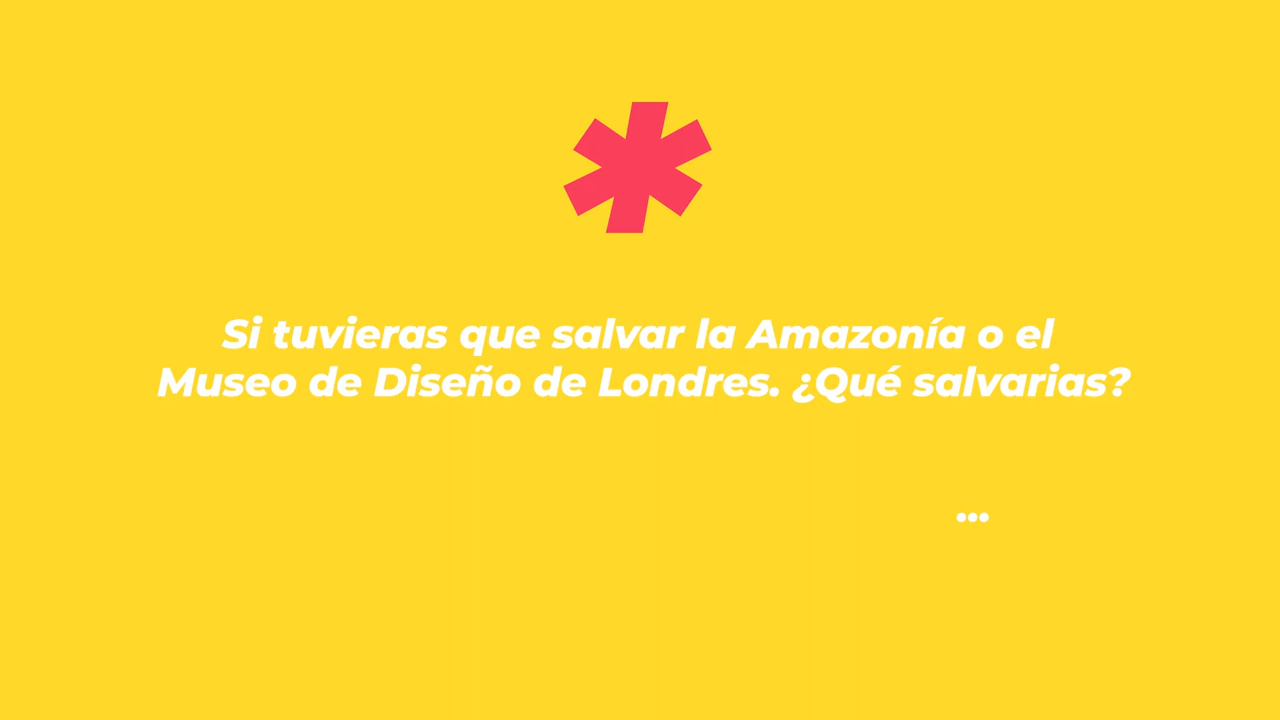 Si tuvieras que salvar la Amazonía o el
Museo de Diseño de Londres. ¿Qué salvarias?
...